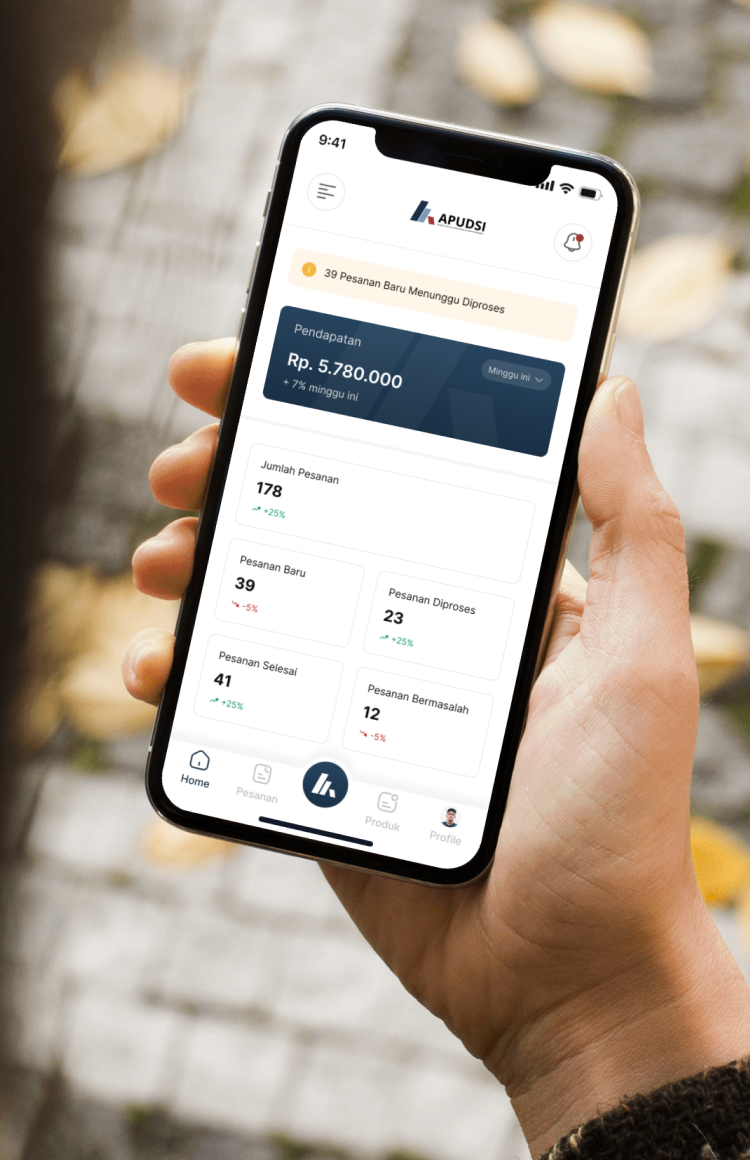 9:41
APUDSI
39 Pesanan Baru Menunggu Diproses
Pendapatan
Minggu ini
Rp. 5.780.000
+ 7% minggu ini
Jumlah Pesanan
178
+25%
Pesanan Baru
39
-5%
Pesanan Diproses
23
+25%
Pesanan Selesai
41
+25%
Pesanan Bermasalah
12
-5%
Home
Pesanan
Produk
Profile